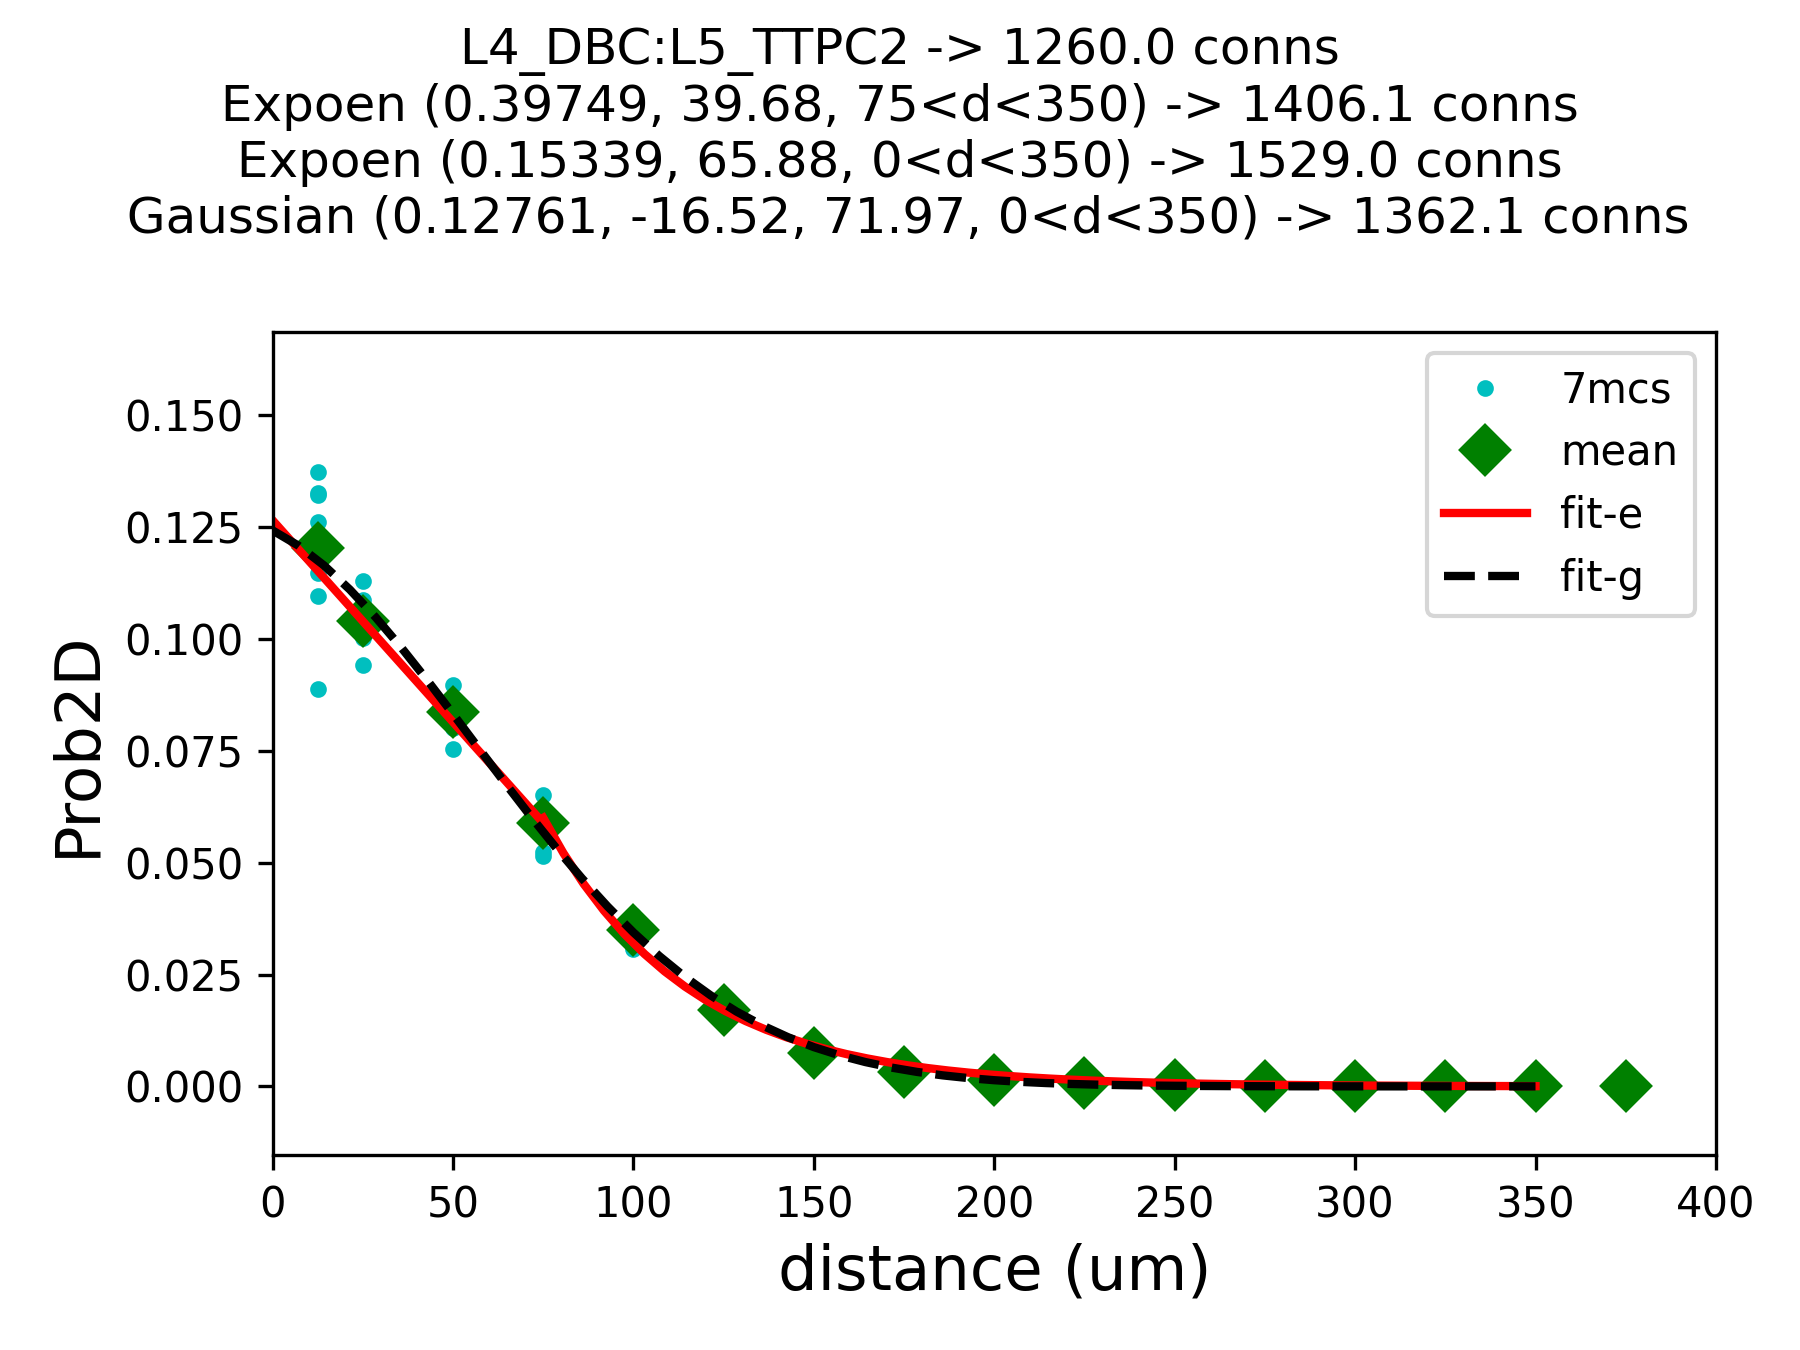 L4_DBC:L5_TTPC2 -> 1260.0 conns
Expoen (0.39749, 39.68, 75<d<350) -> 1406.1 conns
Expoen (0.15339, 65.88, 0<d<350) -> 1529.0 conns
Gaussian (0.12761, -16.52, 71.97, 0<d<350) -> 1362.1 conns
7mcs
mean
fit-e
fit-g
Prob2D
0.150
0.125
0.100
0.075
0.050
0.025
0.000
0 50 100 150 200 250 300 350 400
distance (um)